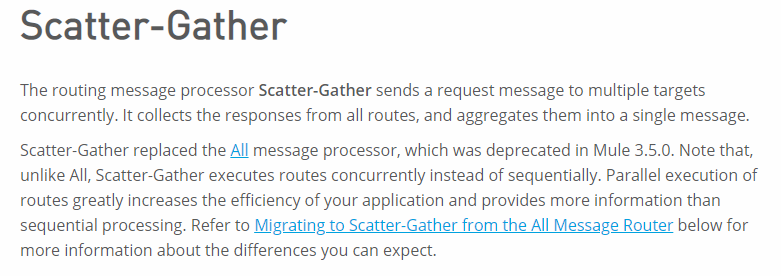 Scatter-Gather
The routing message processor Scatter-Gather sends a request message to multiple targets
concurrently. It collects the responses from all routes, and aggregates them into a single message.
Scatter-Gather replaced the All message processor, which was deprecated in Mule 3.5.0. Note that,
unlike All, Scatter-Gather executes routes concurrently instead of sequentially. Parallel execution of
routes greatly increases the efficiency of your application and provides more information than
sequential processing. Refer to Migrating to Scatter-Gather from the All Message Router below for
more information about the differences you can expect.